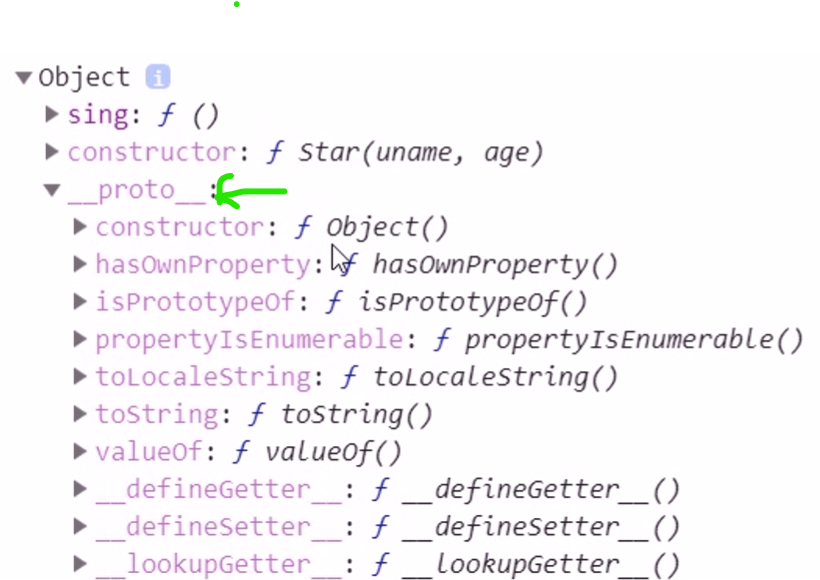 Object i
sing: ƒ ()
constructor: ƒ Star(uname, age)
__proto__:
constructor: ƒ Object()
hasOwnProperty: ƒ hasOwnProperty()
isPrototypeOf: ƒ isPrototypeOf()
propertyIsEnumerable: ƒ propertyIsEnumerable()
toLocaleString: ƒ toLocaleString()
toString: ƒ toString()
valueOf: ƒ valueOf()
__defineGetter__: ƒ __defineGetter__()
__defineSetter__: ƒ __defineSetter__()
__lookupGetter__: ƒ __lookupGetter__()